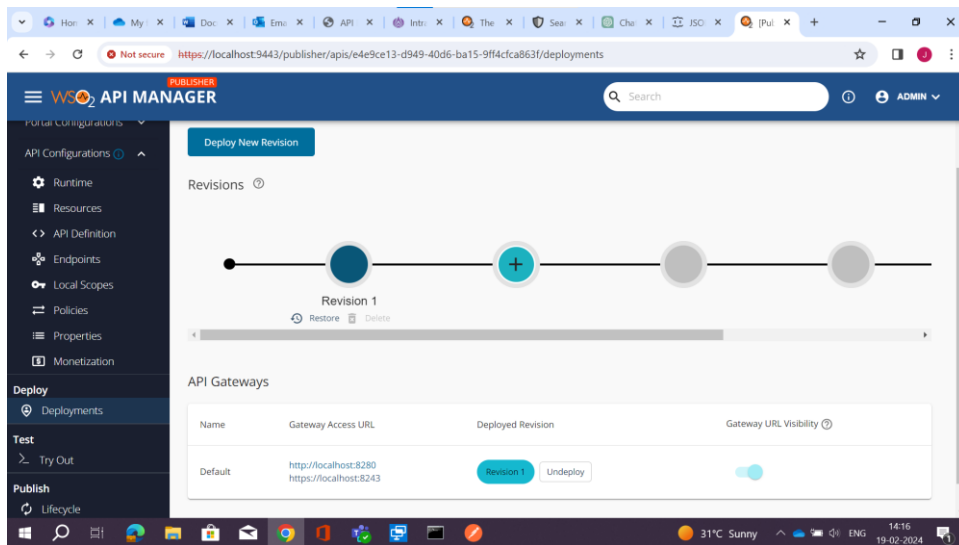 Hom
My
Doc
Ema
API
Intr
The
Sea
Cha
JSO
[Pul
Not secure
https://localhost:9443/publisher/apis/e4e9ce13-d949-40d6-ba15-9ff4cfca863f/deployments
J
PUBLISHER
WSO2 API MANAGER
Search
ADMIN
Portal Configurations
Deploy New Revision
API Configurations
Revisions
Runtime
Resources
API Definition
Endpoints
Local Scopes
Policies
Properties
Monetization
Revision 1
Restore
Delete
Deploy
Deployments
Test
Try Out
Publish
Lifecycle
API Gateways
Name Gateway Access URL Deployed Revision Gateway URL Visibility
Default http://localhost:8280 Revision 1 Undeploy
https://localhost:8243
31°C Sunny ENG 14:16
19-02-2024